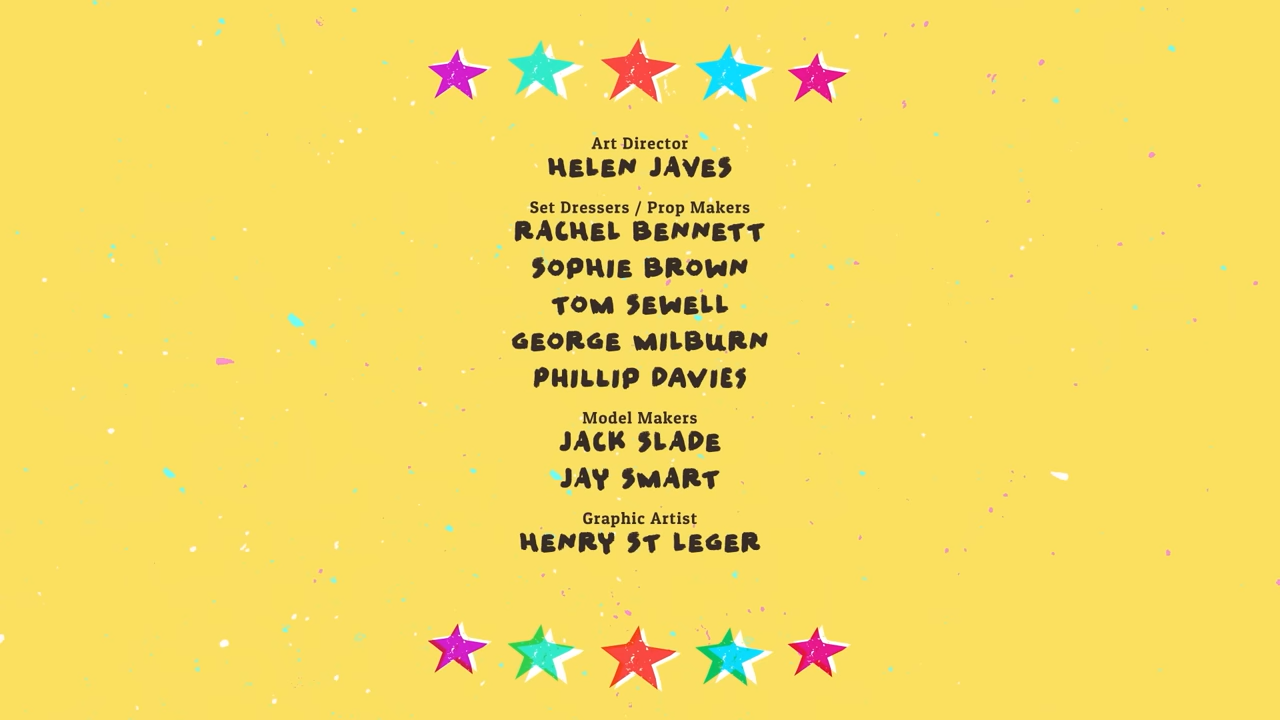 Art Director
HELEN JAVES
Set Dressers / Prop Makers
RACHEL BENNETT
SOPHIE BROWN
TOM SEWELL
GEORGE MILBURN
PHILLIP DAVIES
Model Makers
JACK SLADE
JAY SMART
Graphic Artist
HENRY ST LEGER